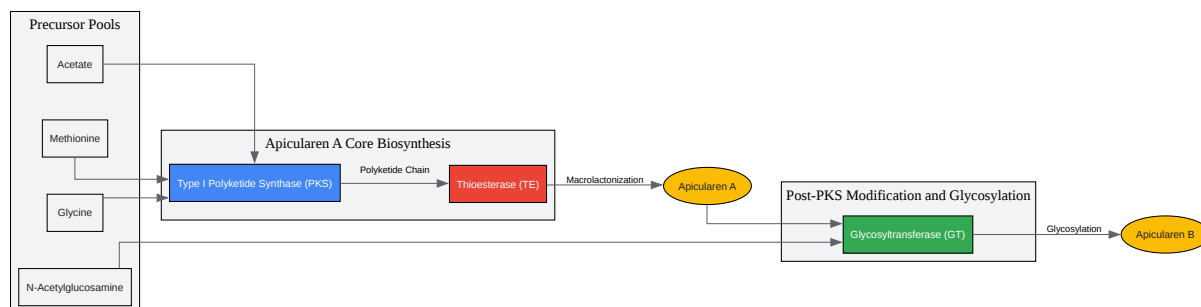 Precursor Pools
Acetate
Methionine
Glycine
N-Acetylglucosamine
Apicularen A Core Biosynthesis
Type I Polyketide Synthase (PKS)
Polyketide Chain
Thioesterase (TE)
Macrolactonization
Apicularen A
Post-PKS Modification and Glycosylation
Glycosyltransferase (GT)
Glycosylation
Apicularen B